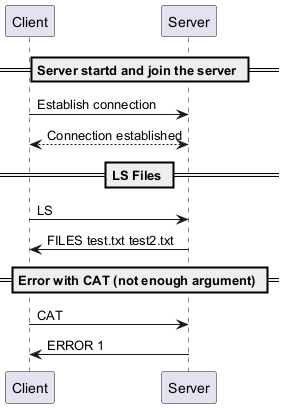 Client Server
Server startd and join the server
Establish connection
Connection established
LS Files
LS
FILES test.txt test2.txt
Error with CAT (not enough argument)
CAT
ERROR 1
Client Server